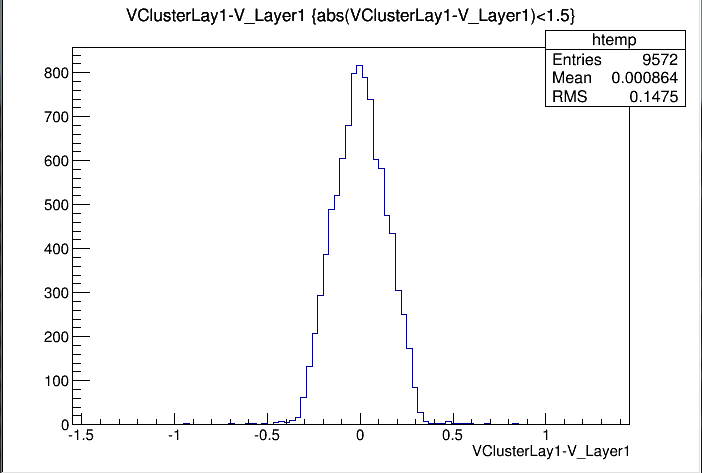 VClusterLay1-V_Layer1 {abs(VClusterLay1-V_Layer1)<1.5}
htemp
Entries 9572
Mean 0.000864
RMS 0.1475
800
700
600
500
400
300
200
100
0
-1.5 -1 -0.5 0 0.5 1
VClusterLay1-V_Layer1